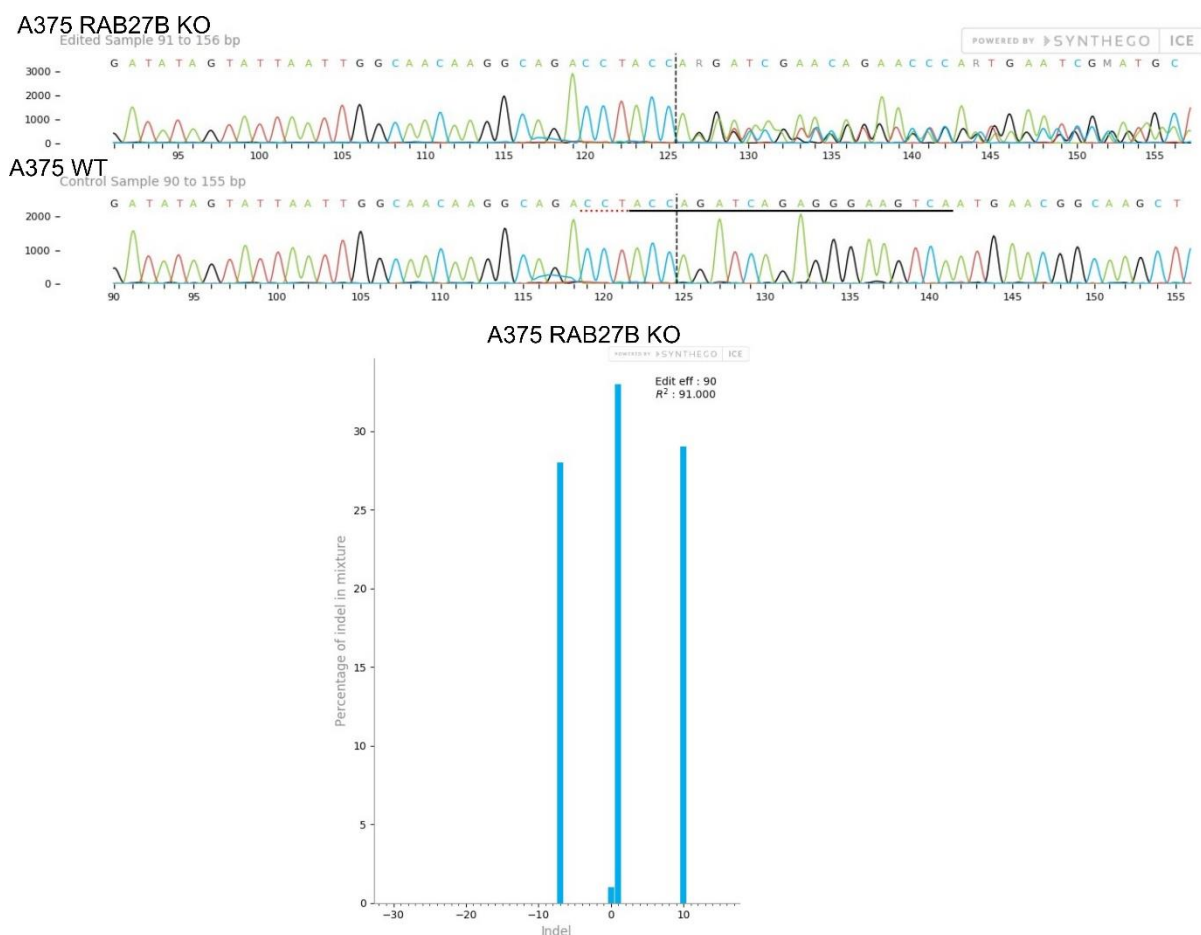 A375 RAB27B KO
Edited Sample 91 to 156 bp
POWERED BY SYNTHEGO | ICE
G A T A T A G T A T T A A T T G G C A A C A A G G C A G A C C T A C C A R G A T C G A A C A G A A C C C A R T G A A T C G M A T G C
3000
2000
1000
0
95 100 105 110 115 120 125 130 135 140 145 150 155
A375 WT
Control Sample 90 to 155 bp
G A T A T A G T A T T A A T T G G C A A C A A G G C A G A C C T A C C A G A T C A G A G G G A A G T C A A T G A A C G G C A A G C T
2000
1000
0
90 95 100 105 110 115 120 125 130 135 140 145 150 155
A375 RAB27B KO
POWERED BY SYNTHEGO | ICE
Edit eff : 90
R² : 91.000
30
25
20
15
10
5
0
Percentage of indel in mixture
−30 −20 −10 0 10
Indel